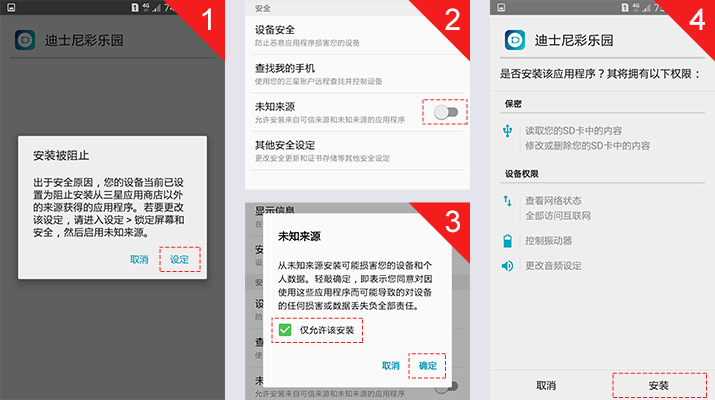 1
迪士尼彩乐园
安装被阻止
出于安全原因，您的设备当前已设
置为阻止安装从三星应用商店以外
的来源获得的应用程序。若要更改
该设定，请进入设定 > 锁定屏幕和
安全，然后启用未知来源。
取消
设定
2
安全
设备安全
防止恶意应用程序损害您的设备
查找我的手机
使用您的三星账户远程查找并控制设备
未知来源
允许安装来自可信来源和未知来源的应用程序
其他安全设定
更改安全更新和证书存储等其他安全设定
3
显示信息
未知来源
从未知来源安装可能损害您的设备和个
人数据。轻敲确定，即表示您同意对因
使用这些应用程序而可能导致的对设备
的任何损害或数据丢失负全部责任。
仅允许该安装
取消
确定
允许安装来自可信来源和未知来源的应用程序
4
迪士尼彩乐园
是否安装该应用程序？其将拥有以下权限：
保密
读取您的SD卡中的内容
修改或删除您的SD卡中的内容
设备权限
查看网络状态
全部访问互联网
控制振动器
更改音频设定
取消
安装